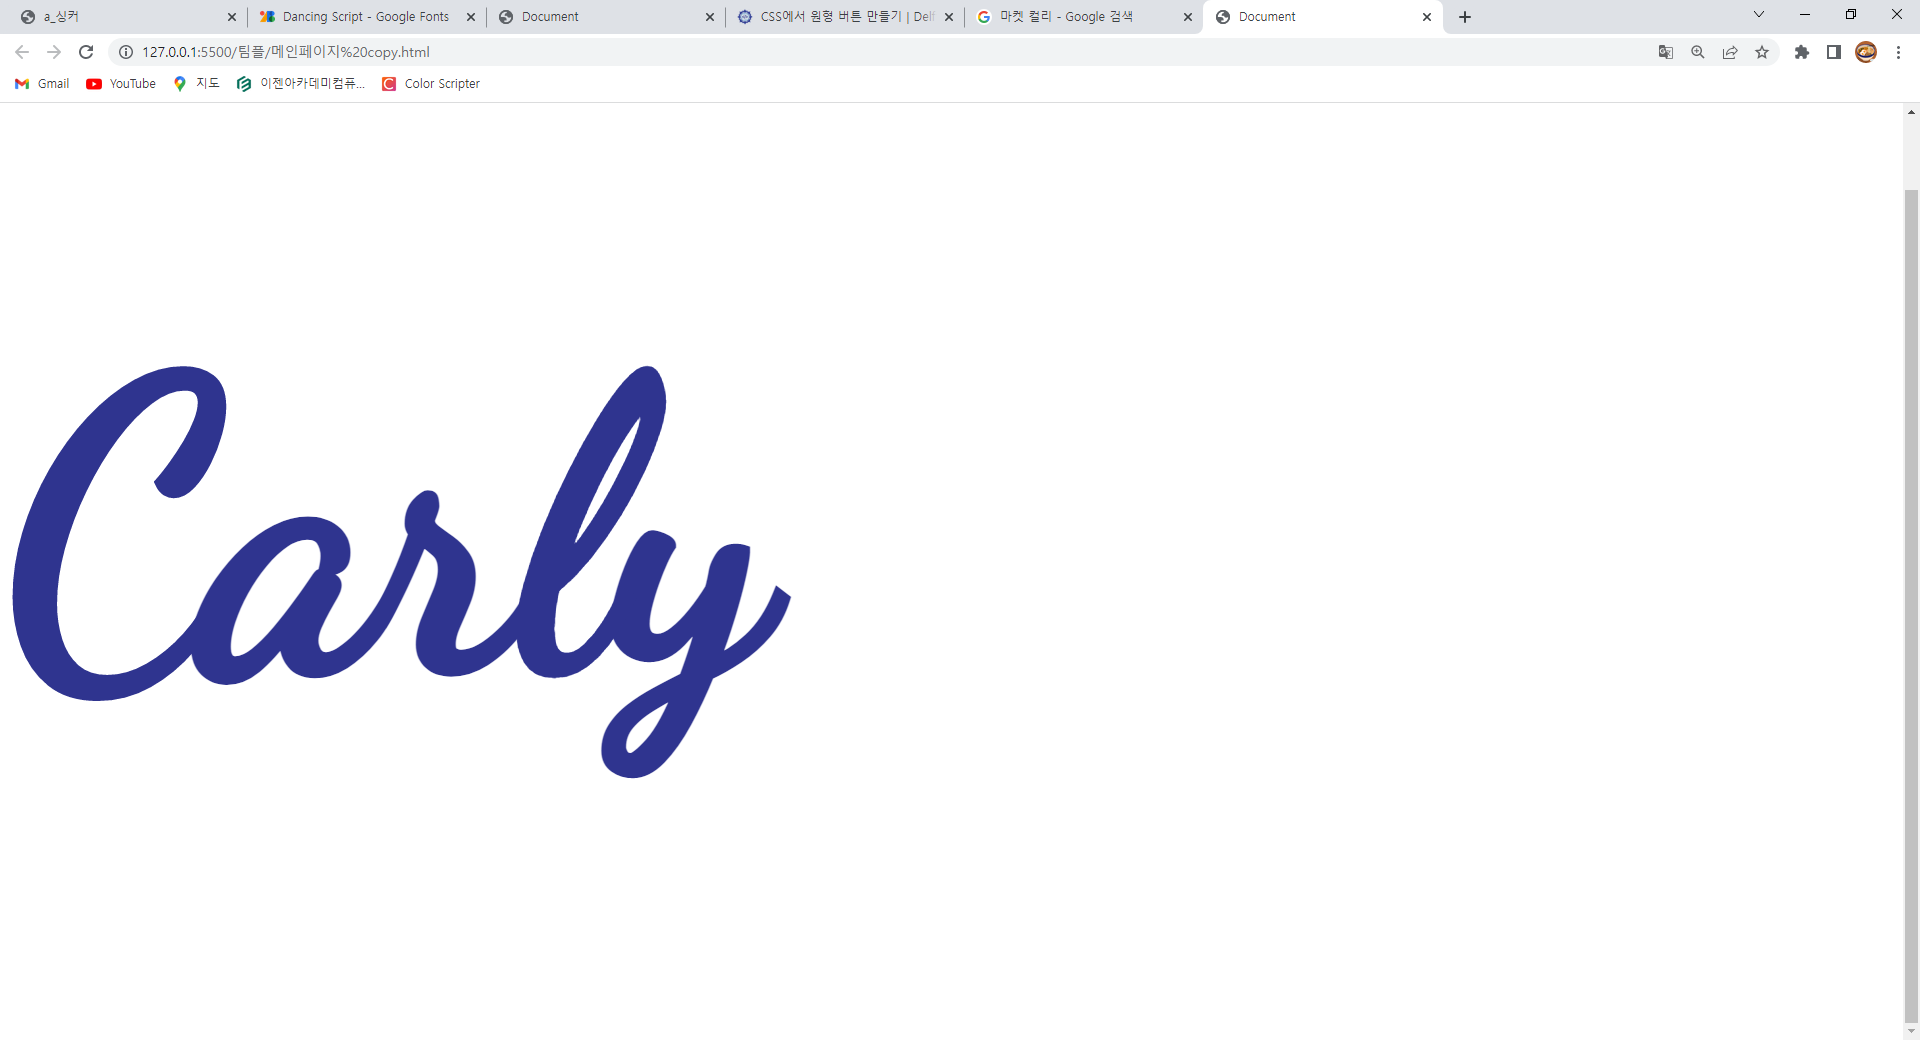 a_싱커
Dancing Script - Google Fonts
Document
CSS에서 원형 버튼 만들기 | Delf
마켓 컬리 - Google 검색
Document
127.0.0.1:5500/팀플/메인페이지%20copy.html
Gmail
YouTube
지도
이젠아카데미컴퓨...
Color Scripter
Carly